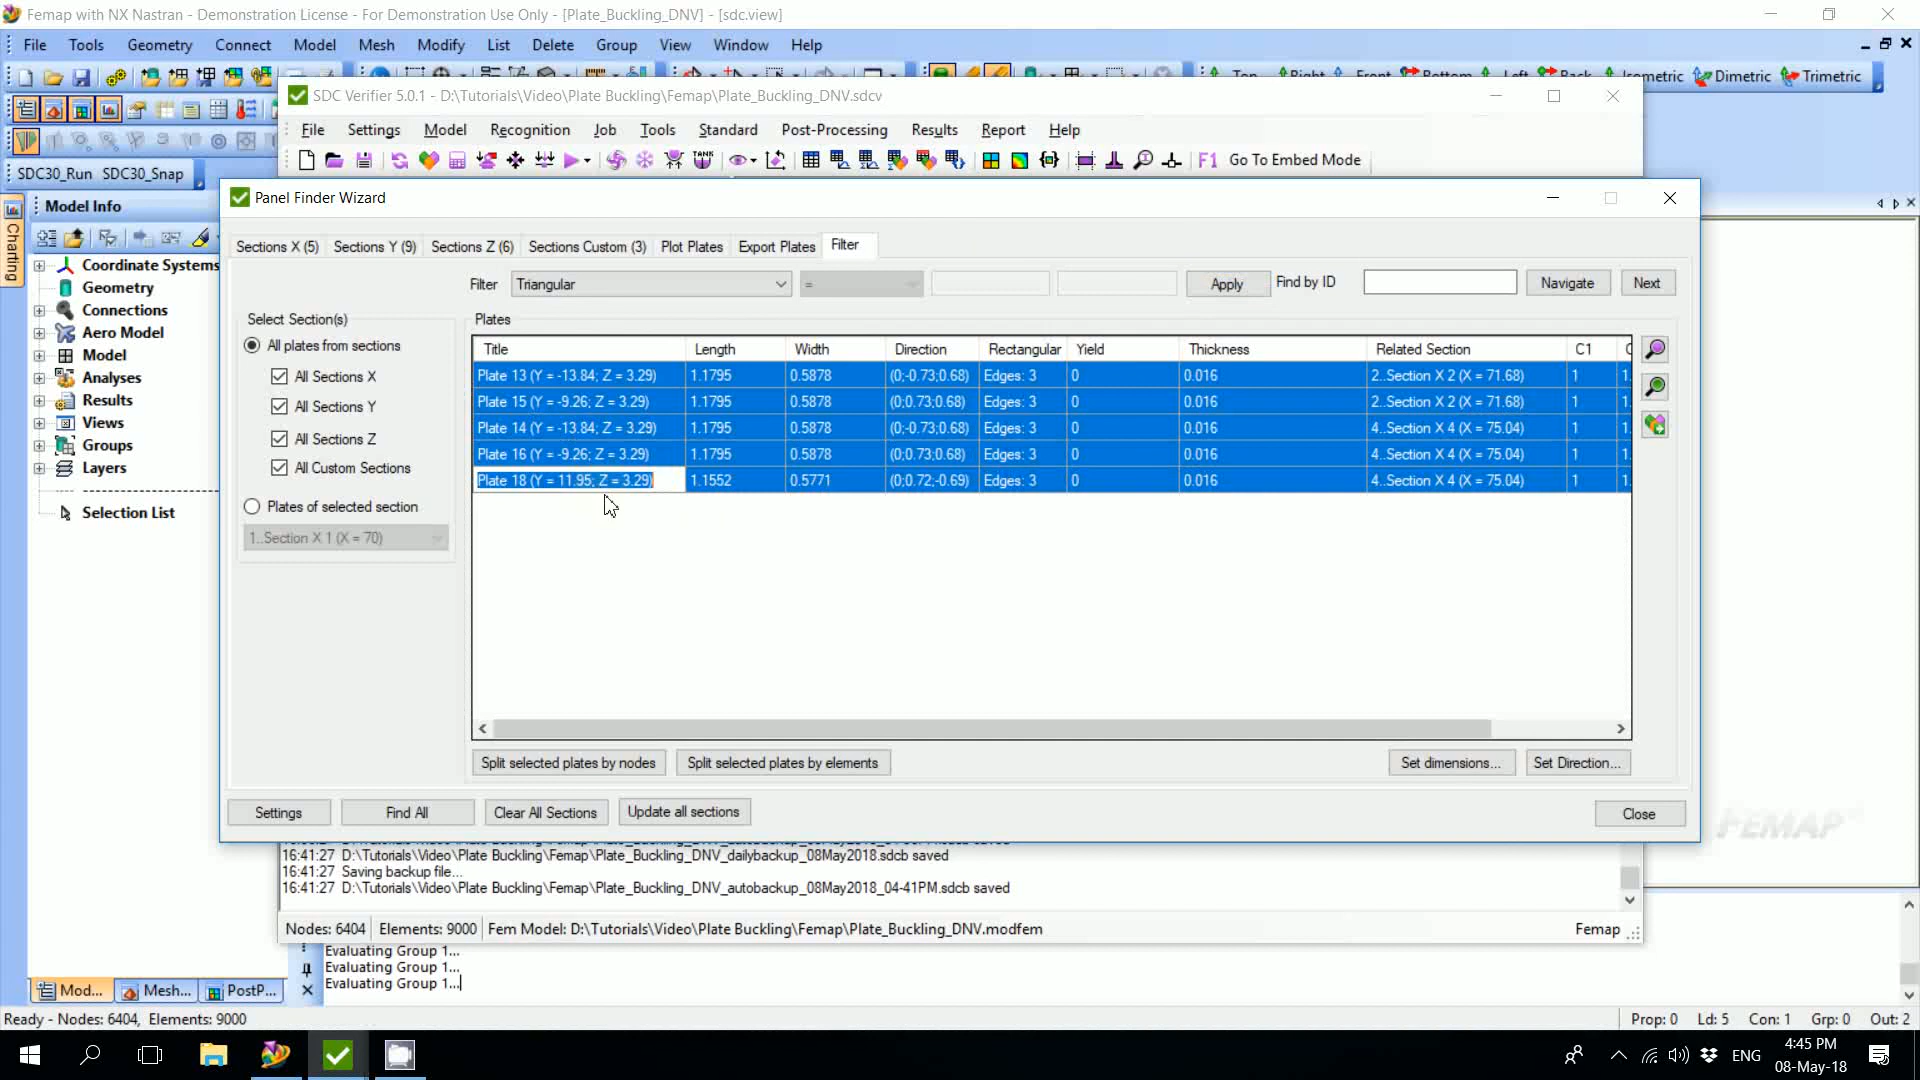 Femap with NX Nastran - Demonstration License - For Demonstration Use Only - [Plate_Buckling_DNV] - [sdc.view]
File Tools Geometry Connect Model Mesh Modify List Delete Group View Window Help
Top Right Front Bottom Left Back Isometric Dimetric Trimetric
SDC Verifier 5.0.1 - D:\Tutorials\Video\Plate Buckling\Femap\Plate_Buckling_DNV.sdcv
File Settings Model Recognition Job Tools Standard Post-Processing Results Report Help
TANK F1 Go To Embed Mode
SDC30_Run SDC30_Snap
Charting
Model Info
Coordinate Systems
Geometry
Connections
Aero Model
Model
Analyses
Results
Views
Groups
Layers
Selection List
Panel Finder Wizard
Sections X (5) Sections Y (9) Sections Z (6) Sections Custom (3) Plot Plates Export Plates Filter
Filter Triangular = Apply Find by ID Navigate Next
Select Section(s)
All plates from sections
All Sections X
All Sections Y
All Sections Z
All Custom Sections
Plates of selected section
1..Section X 1 (X = 70)
Plates
Title Length Width Direction Rectangular Yield Thickness Related Section C1
Plate 13 (Y = -13.84; Z = 3.29) 1.1795 0.5878 (0;-0.73;0.68) Edges: 3 0 0.016 2..Section X 2 (X = 71.68) 1 1.
Plate 15 (Y = -9.26; Z = 3.29) 1.1795 0.5878 (0;0.73;0.68) Edges: 3 0 0.016 2..Section X 2 (X = 71.68) 1 1.
Plate 14 (Y = -13.84; Z = 3.29) 1.1795 0.5878 (0;-0.73;0.68) Edges: 3 0 0.016 4..Section X 4 (X = 75.04) 1 1.
Plate 16 (Y = -9.26; Z = 3.29) 1.1795 0.5878 (0;0.73;0.68) Edges: 3 0 0.016 4..Section X 4 (X = 75.04) 1 1.
Plate 18 (Y = 11.95; Z = 3.29) 1.1552 0.5771 (0;0.72;-0.69) Edges: 3 0 0.016 4..Section X 4 (X = 75.04) 1 1.
Split selected plates by nodes Split selected plates by elements Set dimensions... Set Direction...
Settings Find All Clear All Sections Update all sections Close
FEMAP
16:41:27 D:\Tutorials\Video\Plate Buckling\Femap\Plate_Buckling_DNV_dailybackup_08May2018.sdcb saved
16:41:27 Saving backup file...
16:41:27 D:\Tutorials\Video\Plate Buckling\Femap\Plate_Buckling_DNV_autobackup_08May2018_04-41PM.sdcb saved
Nodes: 6404 Elements: 9000 Fem Model: D:\Tutorials\Video\Plate Buckling\Femap\Plate_Buckling_DNV.modfem Femap
Evaluating Group 1...
Evaluating Group 1...
Evaluating Group 1...
Mod... Mesh... PostP...
Ready - Nodes: 6404, Elements: 9000 Prop: 0 Ld: 5 Con: 1 Grp: 0 Out: 2
ENG 4:45 PM
08-May-18